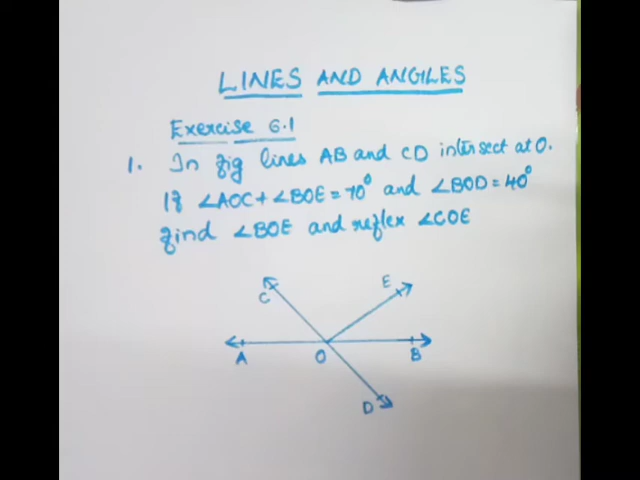 LINES AND ANGLES
Exercise 6.1
1. In fig lines AB and CD intersect at O.
If ∠AOC + ∠BOE = 70° and ∠BOD = 40°
find ∠BOE and reflex ∠COE
C E
A O B
D